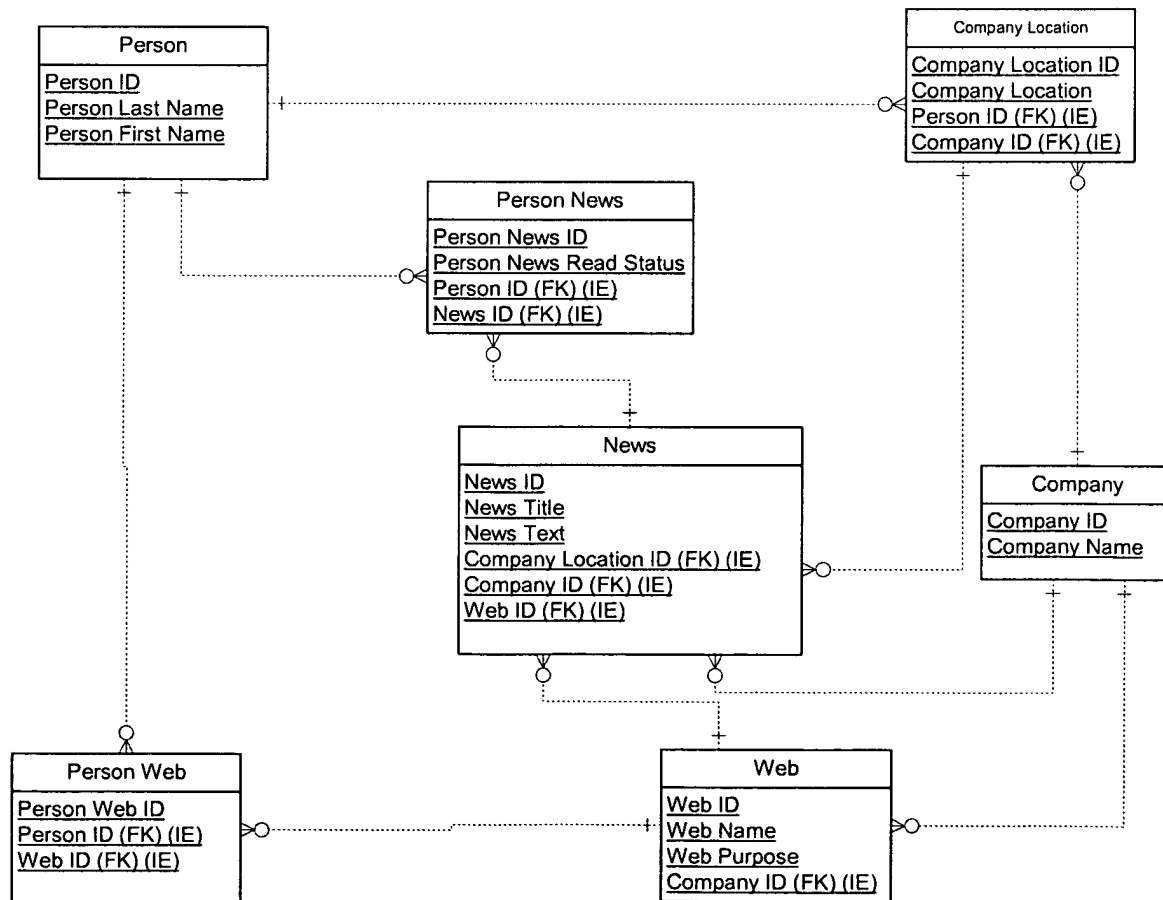 Person
Person ID
Person Last Name
Person First Name
Company Location
Company Location ID
Company Location
Person ID (FK) (IE)
Company ID (FK) (IE)
Person News
Person News ID
Person News Read Status
Person ID (FK) (IE)
News ID (FK) (IE)
News
News ID
News Title
News Text
Company Location ID (FK) (IE)
Company ID (FK) (IE)
Web ID (FK) (IE)
Company
Company ID
Company Name
Person Web
Person Web ID
Person ID (FK) (IE)
Web ID (FK) (IE)
Web
Web ID
Web Name
Web Purpose
Company ID (FK) (IE)